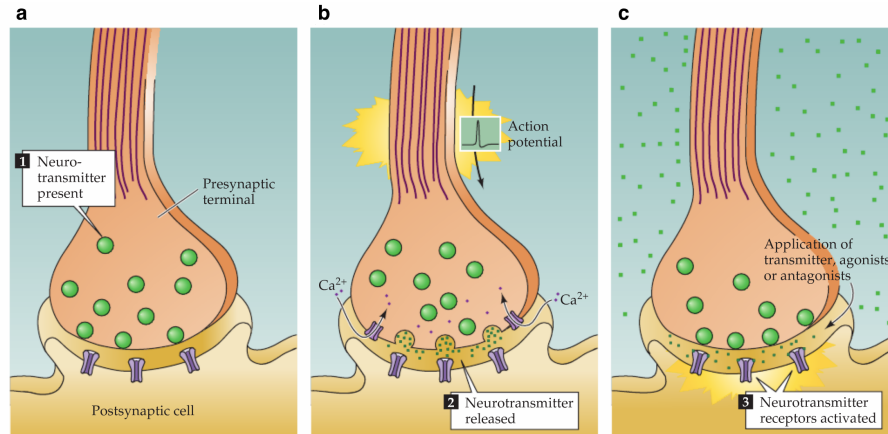 a
1 Neuro-
transmitter
present
Presynaptic
terminal
Postsynaptic cell
b
Action
potential
Ca2+
Ca2+
2 Neurotransmitter
released
c
Application of
transmitter, agonists
or antagonists
3 Neurotransmitter
receptors activated